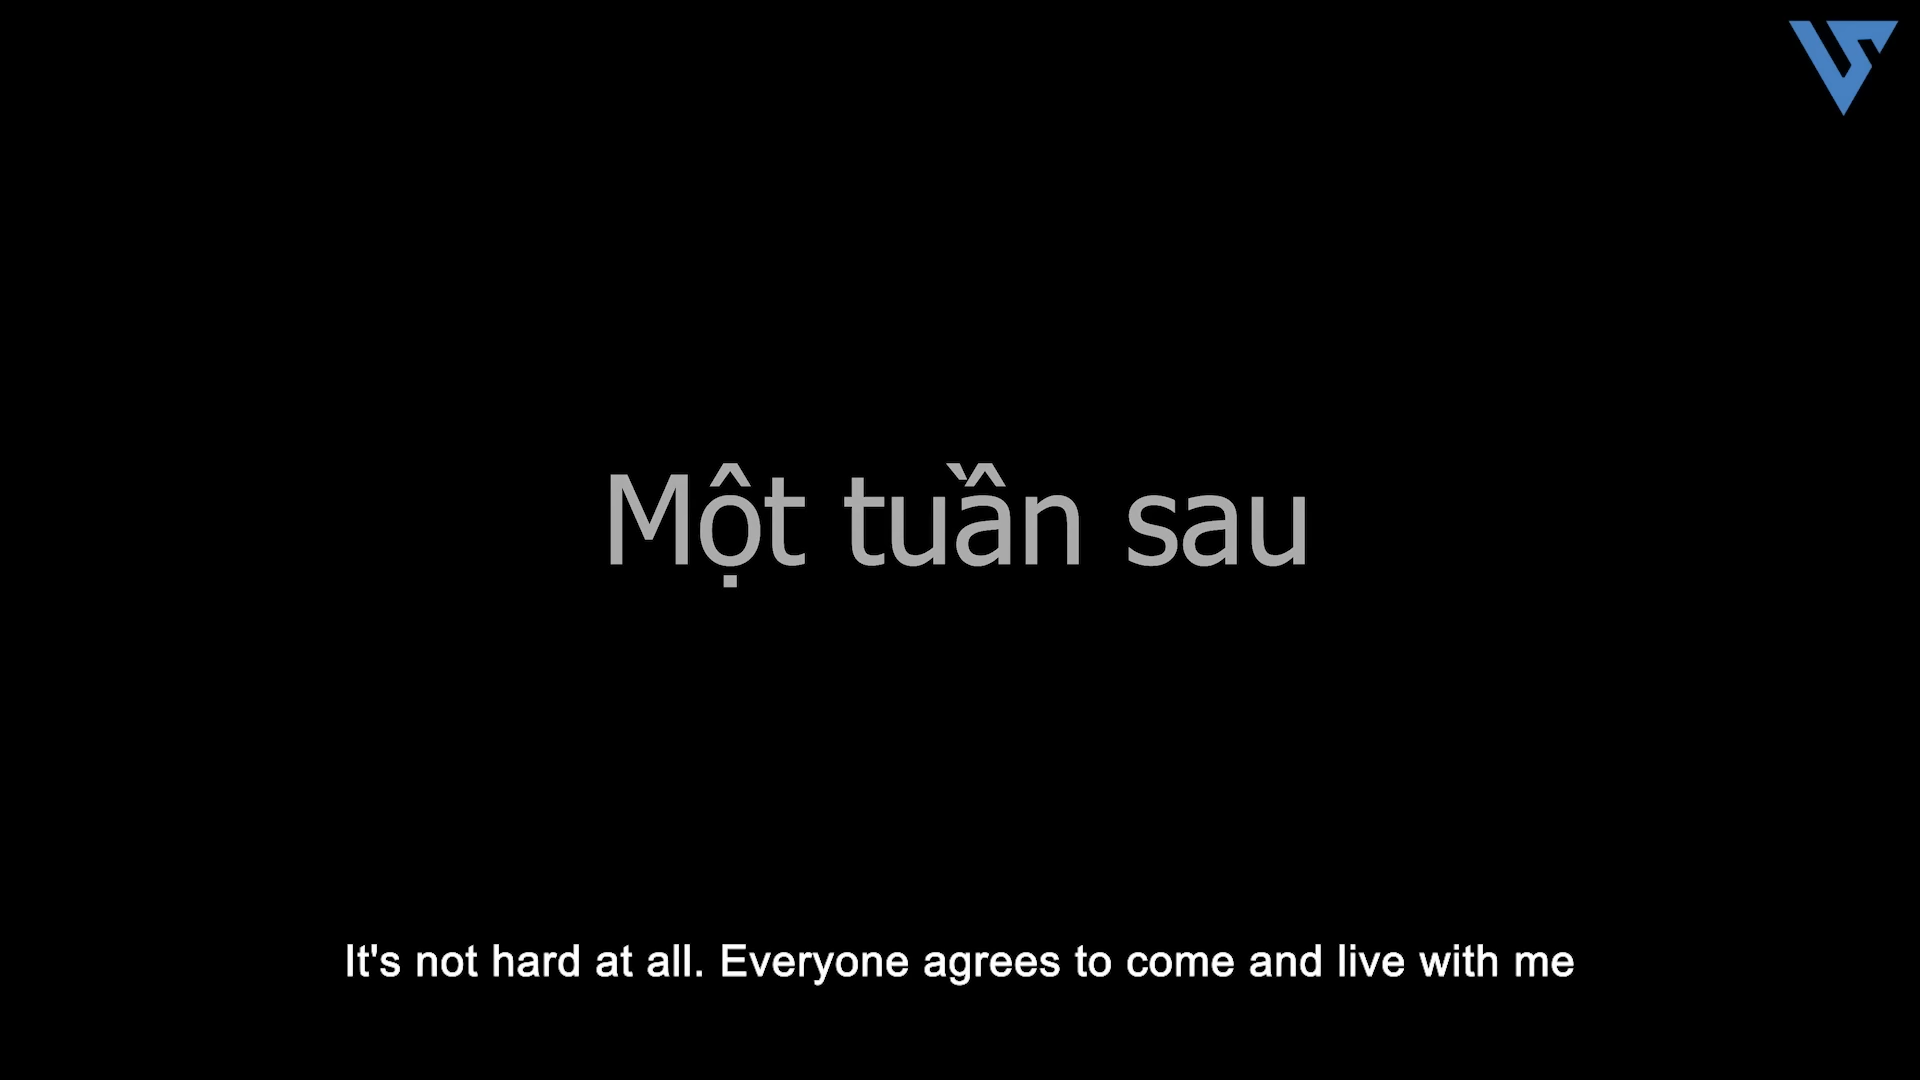 Một tuần sau
It's not hard at all. Everyone agrees to come and live with me